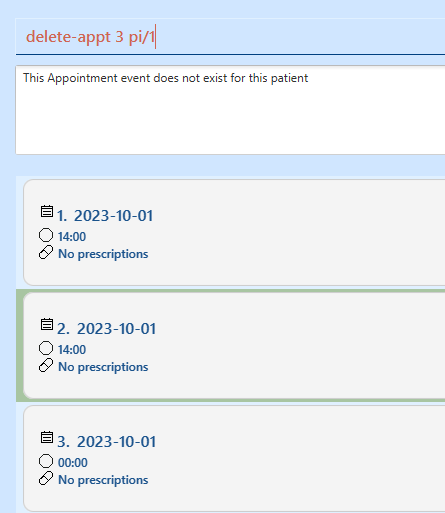 delete-appt 3 pi/1
This Appointment event does not exist for this patient
1. 2023-10-01
14:00
No prescriptions
2. 2023-10-01
14:00
No prescriptions
3. 2023-10-01
00:00
No prescriptions